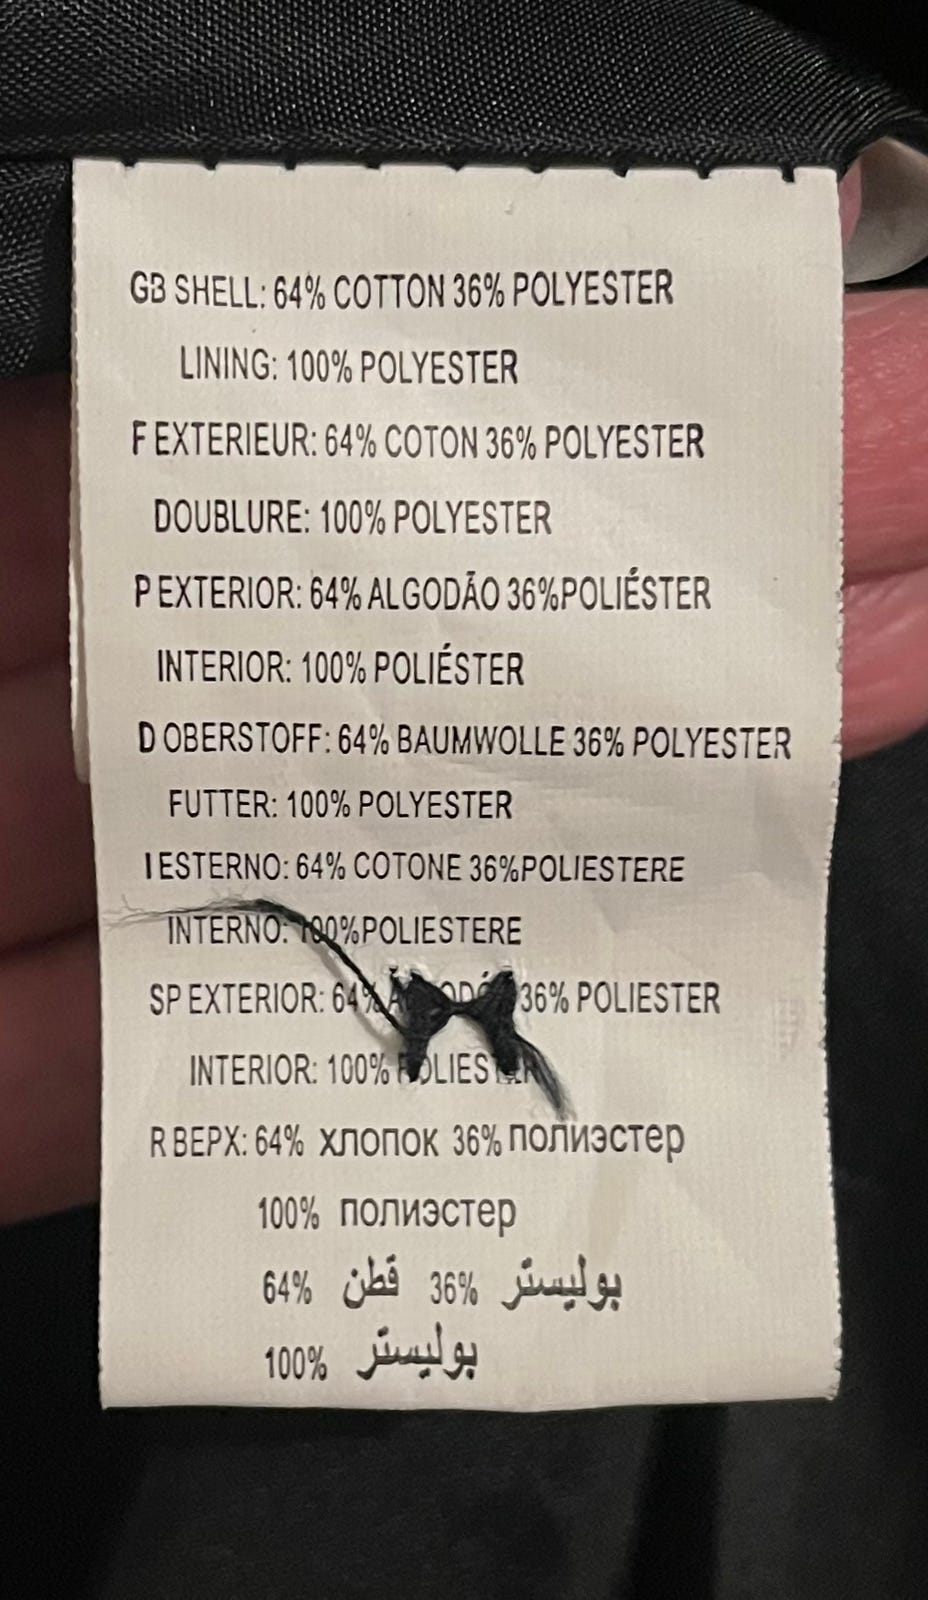 GB SHELL: 64% COTTON 36% POLYESTER
LINING: 100% POLYESTER
F EXTERIEUR: 64% COTON 36% POLYESTER
DOUBLURE: 100% POLYESTER
P EXTERIOR: 64% ALGODÃO 36%POLIÉSTER
INTERIOR: 100% POLIÉSTER
D OBERSTOFF: 64% BAUMWOLLE 36% POLYESTER
FUTTER: 100% POLYESTER
I ESTERNO: 64% COTONE 36%POLIESTERE
INTERNO: 100%POLIESTERE
SP EXTERIOR: 64% 36% POLIESTER
INTERIOR: 100% POLIESTER
R ВЕРХ: 64% хлопок 36% полиэстер
100% полиэстер
64% قطن 36% بوليستر
100% بوليستر